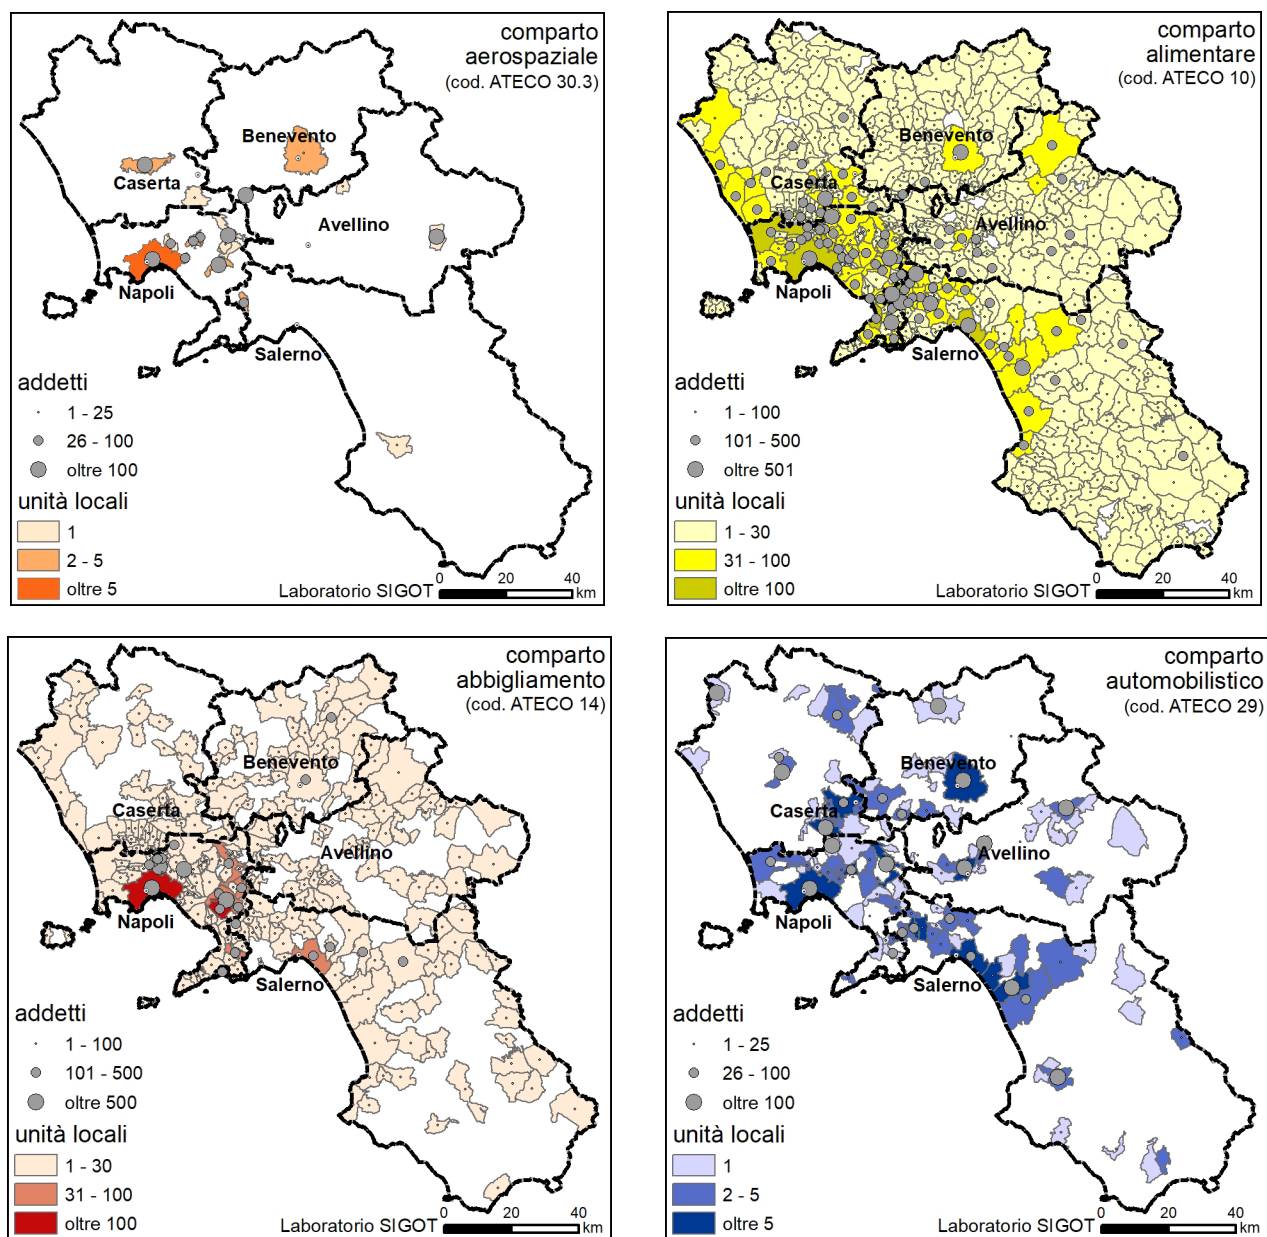 comparto
aerospaziale
(cod. ATECO 30.3)
Benevento
Caserta
Avellino
Napoli
Salerno
addetti
1 - 25
26 - 100
oltre 100
unità locali
1
2 - 5
oltre 5
Laboratorio SIGOT
0 20 40
km
comparto
alimentare
(cod. ATECO 10)
Benevento
Caserta
Avellino
Napoli
Salerno
addetti
1 - 100
101 - 500
oltre 501
unità locali
1 - 30
31 - 100
oltre 100
Laboratorio SIGOT
0 20 40
km
comparto
abbigliamento
(cod. ATECO 14)
Benevento
Caserta
Avellino
Napoli
Salerno
addetti
1 - 100
101 - 500
oltre 500
unità locali
1 - 30
31 - 100
oltre 100
Laboratorio SIGOT
0 20 40
km
comparto
automobilistico
(cod. ATECO 29)
Benevento
Caserta
Avellino
Napoli
Salerno
addetti
1 - 25
26 - 100
oltre 100
unità locali
1
2 - 5
oltre 5
Laboratorio SIGOT
0 20 40
km